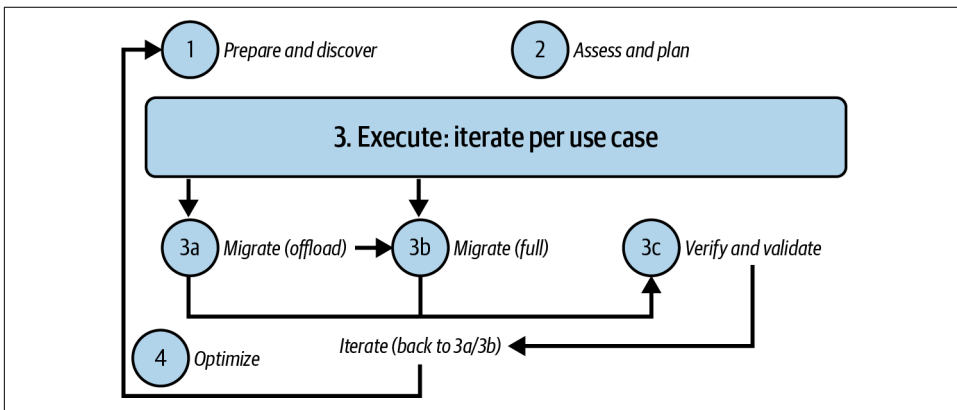 1 Prepare and discover
2 Assess and plan
3. Execute: iterate per use case
3a Migrate (offload)
3b Migrate (full)
3c Verify and validate
Iterate (back to 3a/3b)
4 Optimize